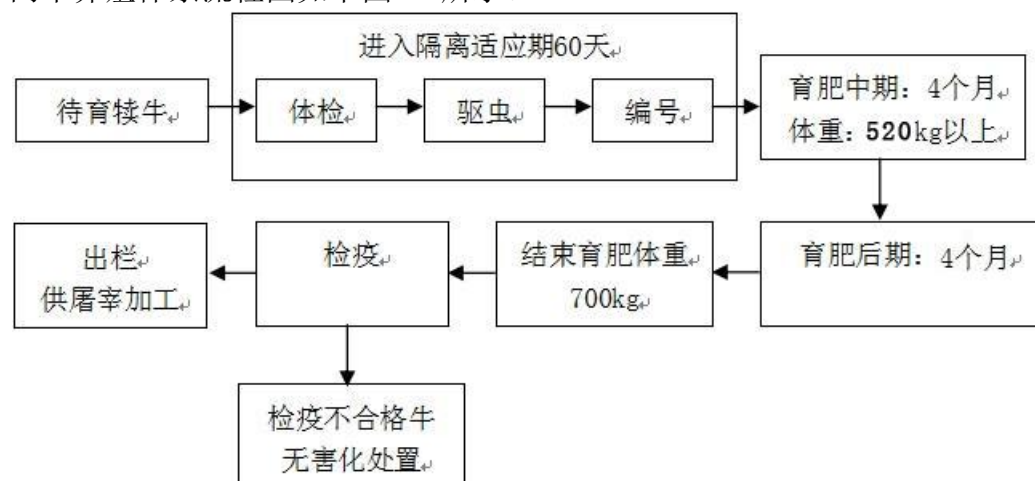 进入隔离适应期60天
待育犊牛
体检
驱虫
编号
育肥中期：4个月
体重：520kg以上
育肥后期：4个月
结束育肥体重
700kg
检疫
出栏
供屠宰加工
检疫不合格牛
无害化处置